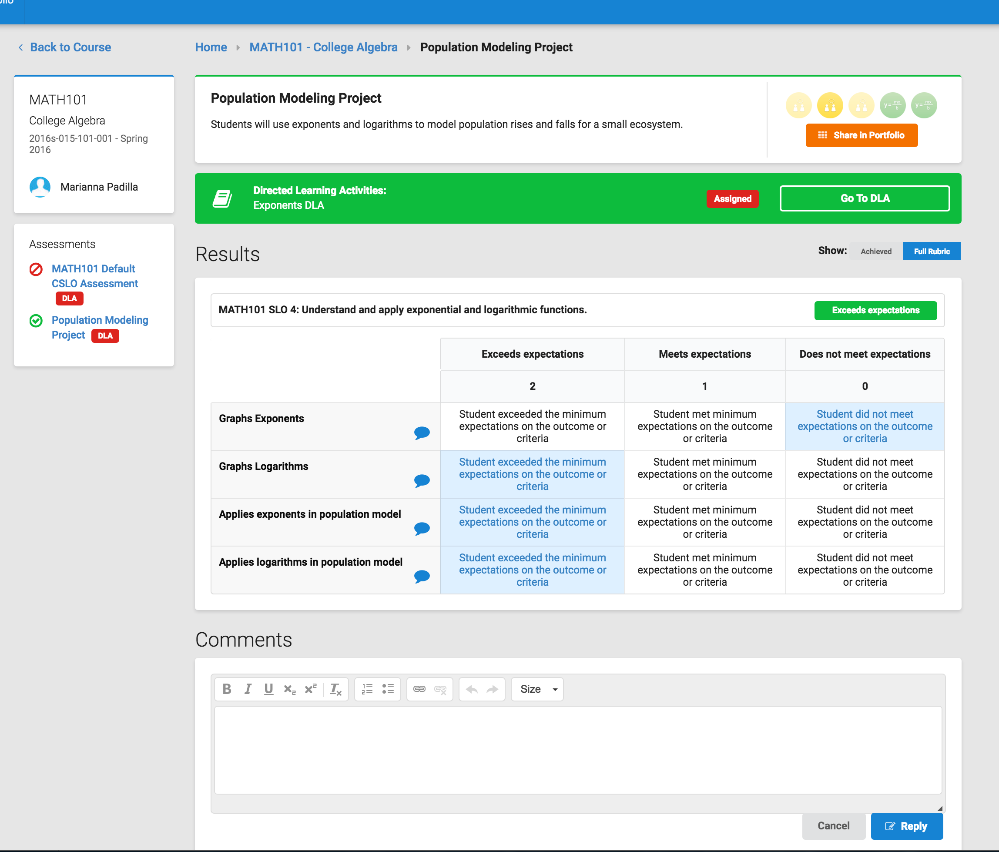 Back to Course
Home
MATH101 - College Algebra
Population Modeling Project
MATH101
College Algebra
2016s-015-101-001 - Spring
2016
Marianna Padilla
Assessments
MATH101 Default
CSLO Assessment
DLA
Population Modeling
Project DLA
Population Modeling Project
Students will use exponents and logarithms to model population rises and falls for a small ecosystem.
y= mx
b
y= mx
b
Share in Portfolio
Directed Learning Activities:
Exponents DLA
Assigned
Go To DLA
Results
Show: Achieved Full Rubric
MATH101 SLO 4: Understand and apply exponential and logarithmic functions.
Exceeds expectations
Exceeds expectations
Meets expectations
Does not meet expectations
2
1
0
Graphs Exponents
Student exceeded the minimum
expectations on the outcome or
criteria
Student met minimum
expectations on the outcome
or criteria
Student did not meet
expectations on the outcome
or criteria
Graphs Logarithms
Student exceeded the minimum
expectations on the outcome or
criteria
Student met minimum
expectations on the outcome
or criteria
Student did not meet
expectations on the outcome
or criteria
Applies exponents in population model
Student exceeded the minimum
expectations on the outcome or
criteria
Student met minimum
expectations on the outcome
or criteria
Student did not meet
expectations on the outcome
or criteria
Applies logarithms in population model
Student exceeded the minimum
expectations on the outcome or
criteria
Student met minimum
expectations on the outcome
or criteria
Student did not meet
expectations on the outcome
or criteria
Comments
Size
Cancel
Reply